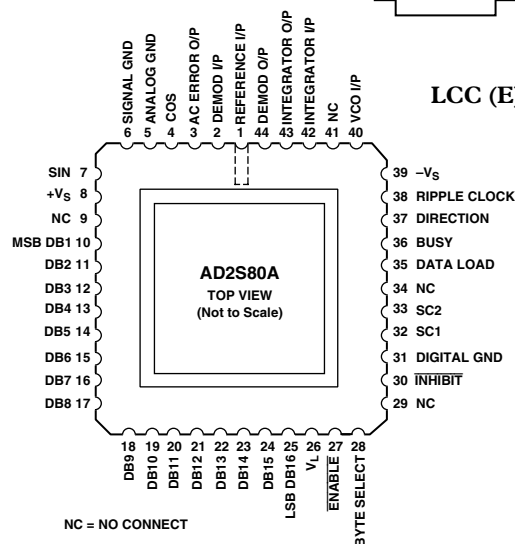 LCC (E)
6 SIGNAL GND
5 ANALOG GND
4 COS
3 AC ERROR O/P
2 DEMOD I/P
1 REFERENCE I/P
44 DEMOD O/P
43 INTEGRATOR O/P
42 INTEGRATOR I/P
41 NC
40 VCO I/P
SIN 7
+VS 8
NC 9
MSB DB1 10
DB2 11
DB3 12
DB4 13
DB5 14
DB6 15
DB7 16
DB8 17
AD2S80A
TOP VIEW
(Not to Scale)
39 –VS
38 RIPPLE CLOCK
37 DIRECTION
36 BUSY
35 DATA LOAD
34 NC
33 SC2
32 SC1
31 DIGITAL GND
30 INHIBIT
29 NC
18 DB9
19 DB10
20 DB11
21 DB12
22 DB13
23 DB14
24 DB15
25 LSB DB16
26 VL
27 ENABLE
28 BYTE SELECT
NC = NO CONNECT